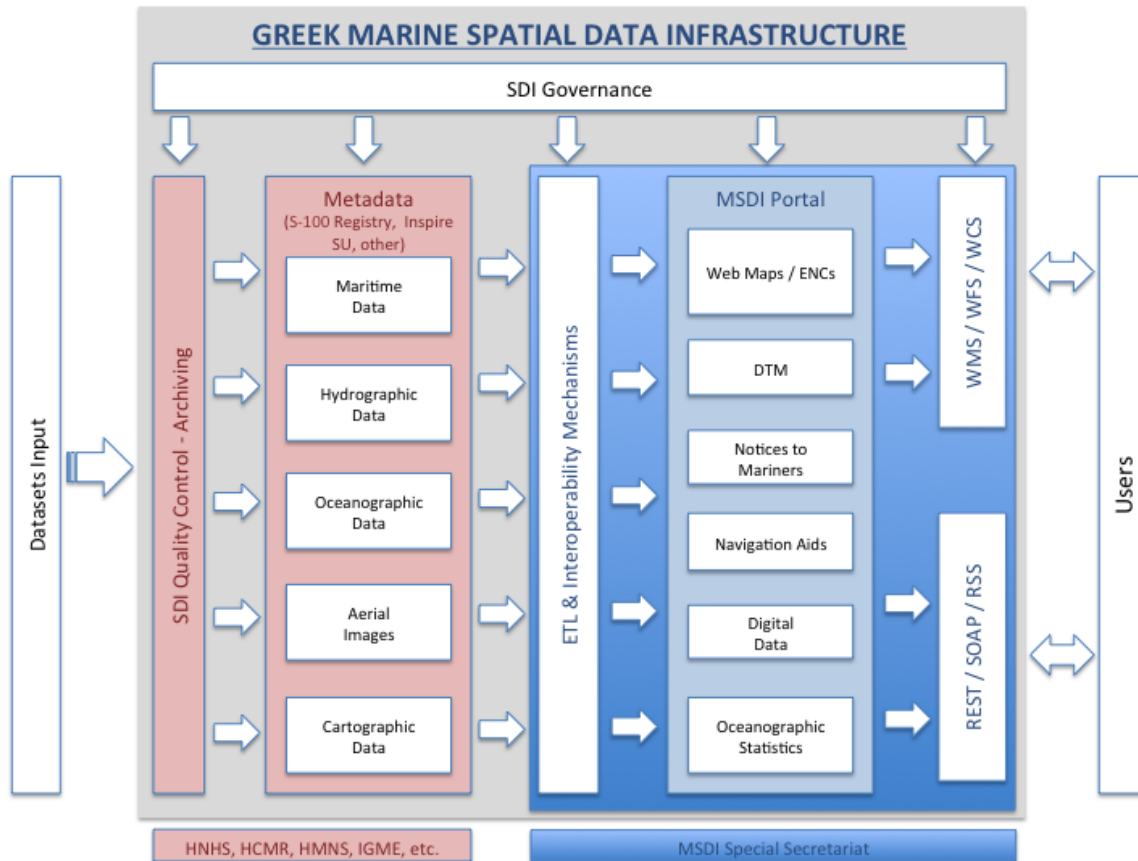 GREEK MARINE SPATIAL DATA INFRASTRUCTURE
SDI Governance
Datasets Input
SDI Quality Control - Archiving
Metadata
(S-100 Registry, Inspire
SU, other)
Maritime
Data
Hydrographic
Data
Oceanographic
Data
Aerial
Images
Cartographic
Data
ETL & Interoperability Mechanisms
MSDI Portal
Web Maps / ENCs
DTM
Notices to
Mariners
Navigation Aids
Digital
Data
Oceanographic
Statistics
WMS / WFS / WCS
REST / SOAP / RSS
Users
HNHS, HCMR, HMNS, IGME, etc.
MSDI Special Secretariat